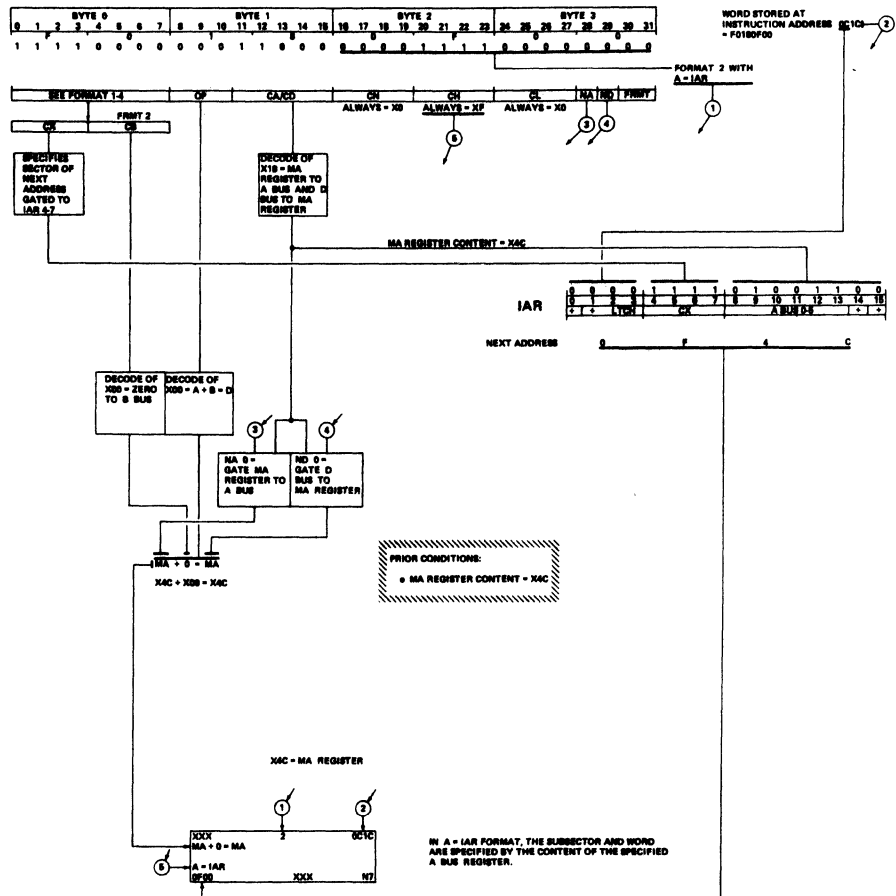 BYTE 0 BYTE 1 BYTE 2 BYTE 3
0 1 2 3 4 5 6 7 8 9 10 11 12 13 14 15 16 17 18 19 20 21 22 23 24 25 26 27 28 29 30 31
F 0 1 8 0 F 0 0
1 1 1 1 0 0 0 0 0 0 0 1 1 0 0 0 0 0 0 0 1 1 1 1 0 0 0 0 0 0 0 0
WORD STORED AT
INSTRUCTION ADDRESS 0C1C
= F0180F00
2
FORMAT 2 WITH
A = IAR
1
SEE FORMAT 1-4 OP CA/CD CN CH CL NA ND FRMT
ALWAYS = X0 ALWAYS = XF ALWAYS = X0
FRMT 2
CX CB
5 3 4
SPECIFIES
SECTOR OF
NEXT
ADDRESS
GATED TO
IAR 4-7
DECODE OF
X18 = MA
REGISTER TO
A BUS AND D
BUS TO MA
REGISTER
MA REGISTER CONTENT = X4C
IAR
0 0 0 0 1 1 1 1 0 1 0 0 1 1 0 0
0 1 2 3 4 5 6 7 8 9 10 11 12 13 14 15
+ + LTCH CX A BUS 0-5 + +
NEXT ADDRESS 0 F 4 C
DECODE OF
X00 = ZERO
TO B BUS
DECODE OF
X00 = A + B = D
3 4
NA 0 =
GATE MA
REGISTER TO
A BUS
ND 0 =
GATE D
BUS TO
MA REGISTER
MA + 0 = MA
X4C + X00 = X4C
PRIOR CONDITIONS:
• MA REGISTER CONTENT = X4C
X4C = MA REGISTER
1 2
XXX 2 0C1C
MA + 0 = MA
5
A = IAR
0F00 XXX N7
IN A = IAR FORMAT, THE SUBSECTOR AND WORD
ARE SPECIFIED BY THE CONTENT OF THE SPECIFIED
A BUS REGISTER.